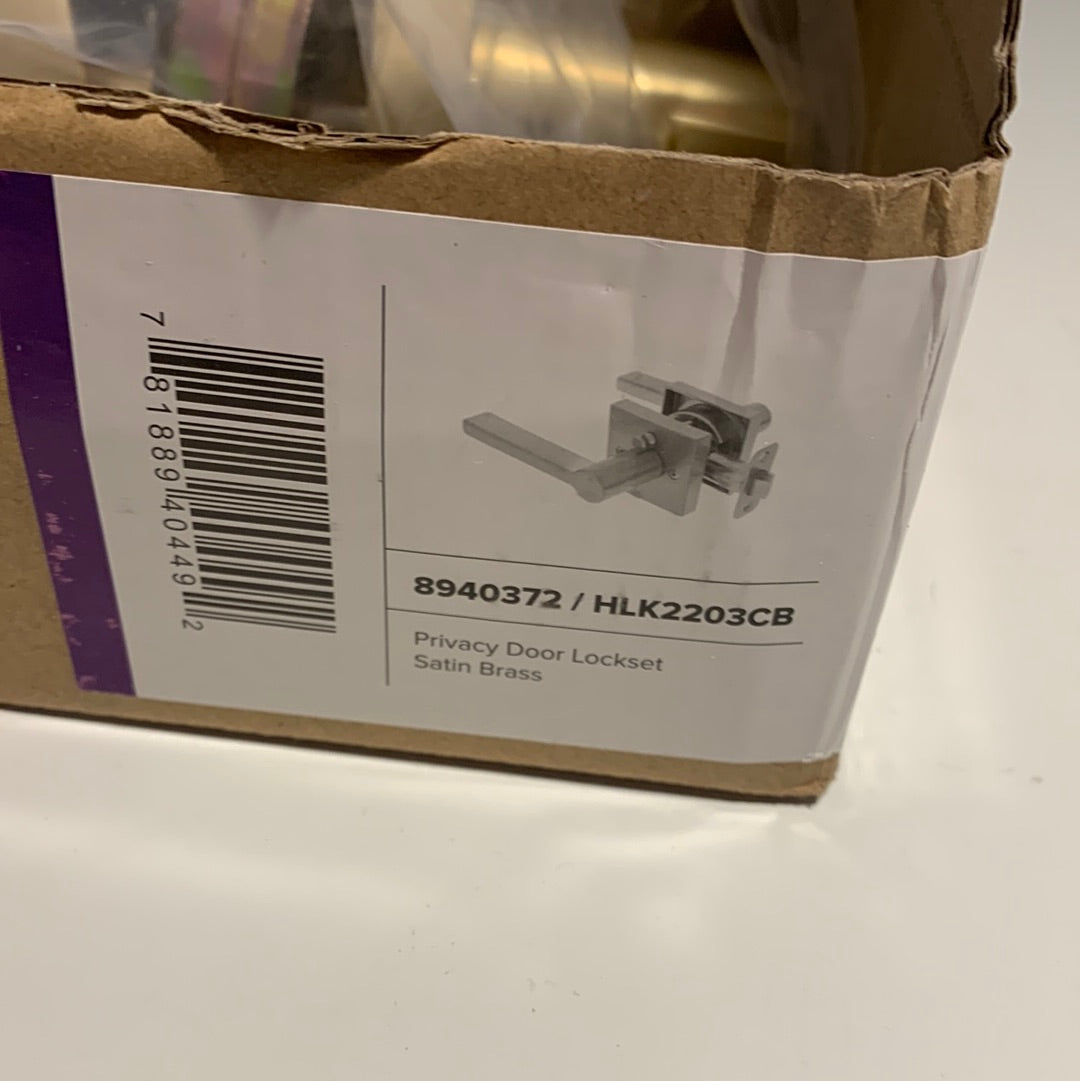 7 81889 40449 2
8940372 / HLK2203CB
Privacy Door Lockset
Satin Brass